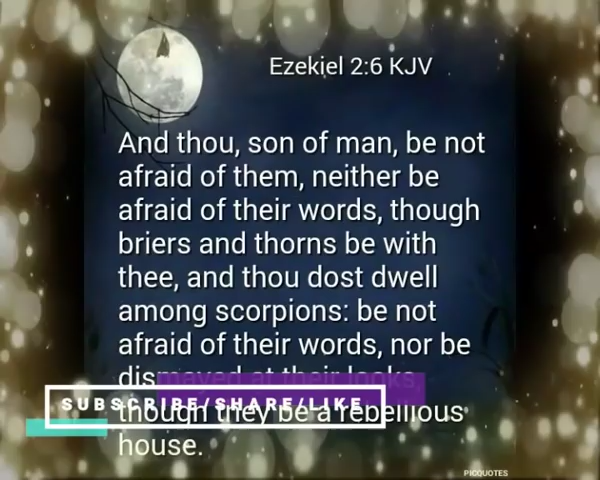 Ezekiel 2:6 KJV
And thou, son of man, be not
afraid of them, neither be
afraid of their words, though
briers and thorns be with
thee, and thou dost dwell
among scorpions: be not
afraid of their words, nor be
dismayed at their looks,
SUBSCRIBE/SHARE/LIKE
though they be a rebellious
house.
PICQUOTES